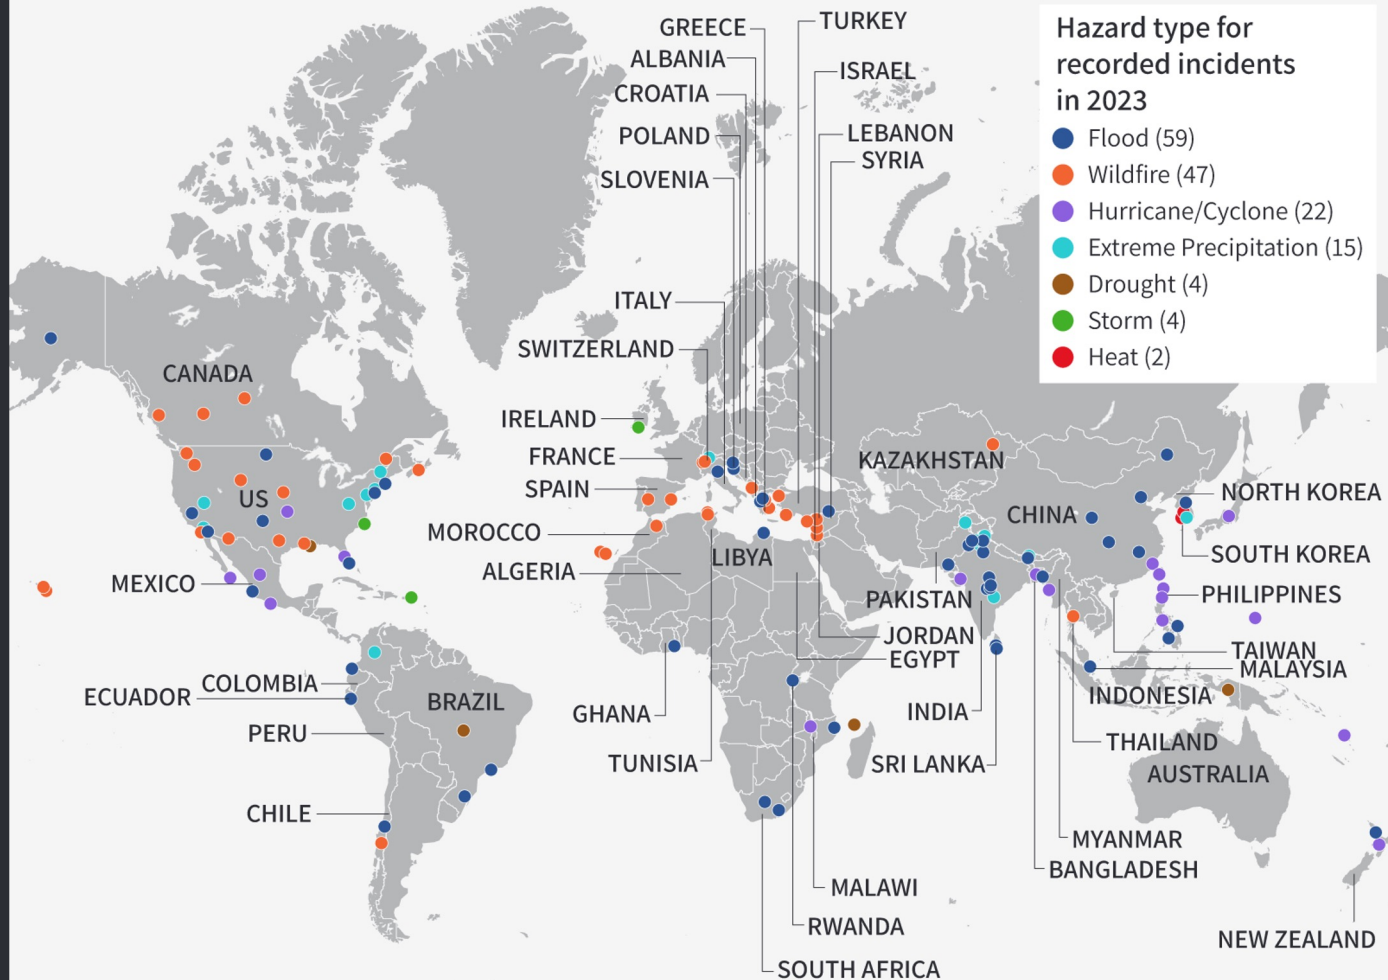 GREECE
TURKEY
ALBANIA
ISRAEL
CROATIA
POLAND
LEBANON
SYRIA
SLOVENIA
Hazard type for
recorded incidents
in 2023
Flood (59)
Wildfire (47)
Hurricane/Cyclone (22)
Extreme Precipitation (15)
Drought (4)
Storm (4)
Heat (2)
ITALY
SWITZERLAND
CANADA
IRELAND
FRANCE
KAZAKHSTAN
SPAIN
US
NORTH KOREA
CHINA
MOROCCO
LIBYA
SOUTH KOREA
ALGERIA
MEXICO
PAKISTAN
PHILIPPINES
JORDAN
EGYPT
TAIWAN
MALAYSIA
COLOMBIA
ECUADOR
BRAZIL
INDONESIA
GHANA
INDIA
PERU
THAILAND
TUNISIA
SRI LANKA
AUSTRALIA
CHILE
MYANMAR
BANGLADESH
MALAWI
RWANDA
NEW ZEALAND
SOUTH AFRICA